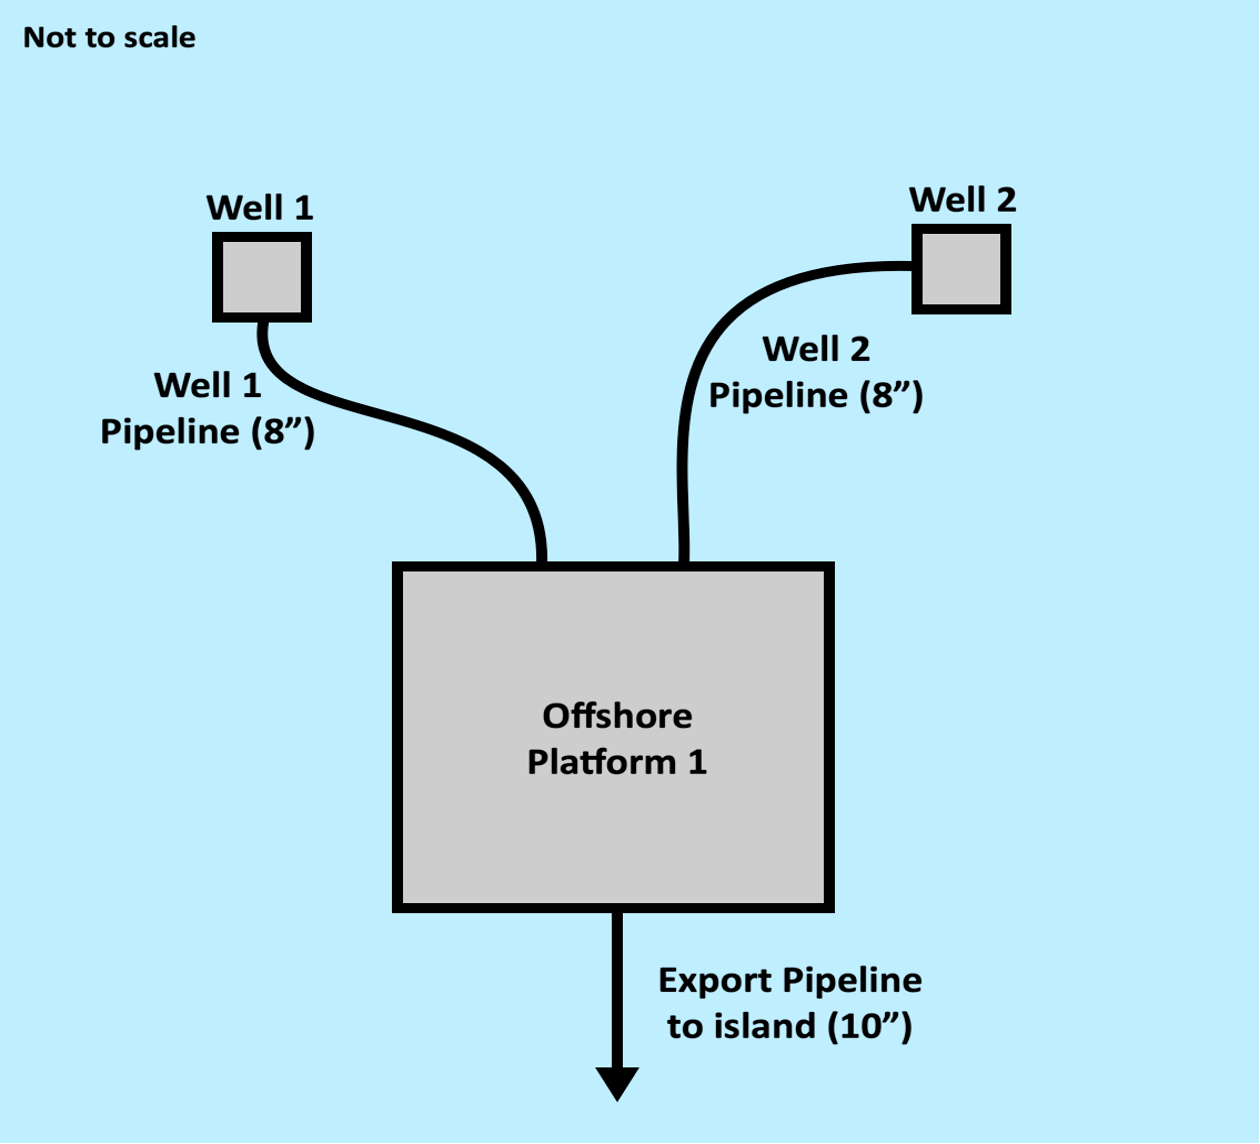 Not to scale
Well 1
Well 2
Well 1
Pipeline (8”)
Well 2
Pipeline (8”)
Offshore
Platform 1
Export Pipeline
to island (10”)